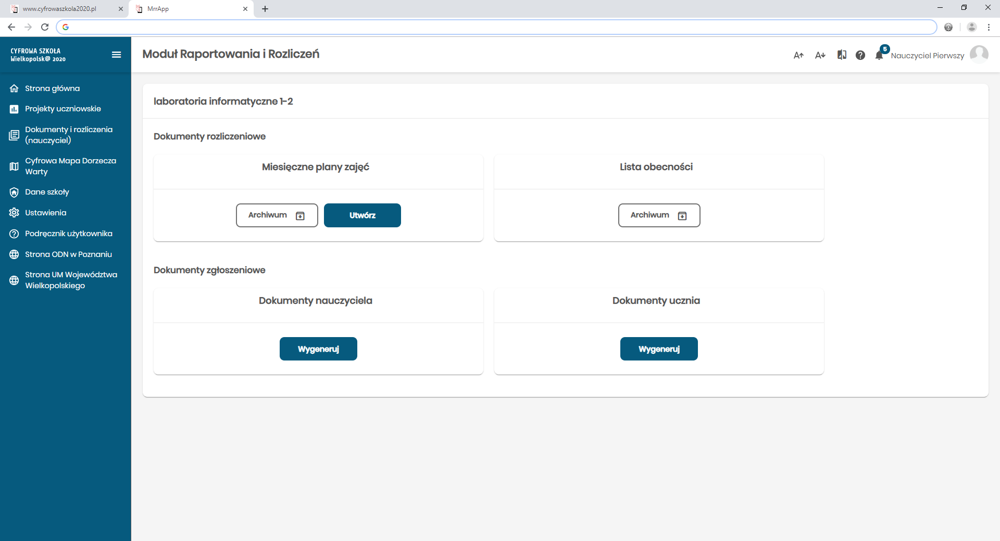 www.cyfrowaszkola2020.pl
MrrApp
CYFROWA SZKOŁA
Wielkopolsk@ 2020
Moduł Raportowania i Rozliczeń
5
Nauczyciel Pierwszy
Strona główna
Projekty uczniowskie
Dokumenty i rozliczenia
(nauczyciel)
Cyfrowa Mapa Dorzecza
Warty
Dane szkoły
Ustawienia
Podręcznik użytkownika
Strona ODN w Poznaniu
Strona UM Województwa
Wielkopolskiego
laboratoria informatyczne 1-2
Dokumenty rozliczeniowe
Miesięczne plany zajęć
Archiwum
Utwórz
Lista obecności
Archiwum
Dokumenty zgłoszeniowe
Dokumenty nauczyciela
Wygeneruj
Dokumenty ucznia
Wygeneruj